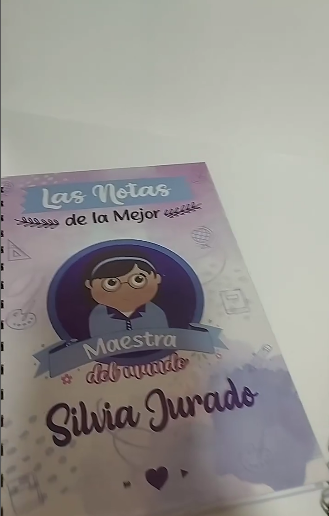 Las Notas
de la Mejor
Maestra
del mundo
Silvia Jurado